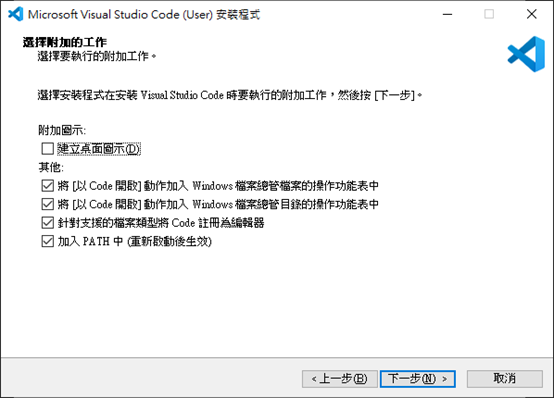 Microsoft Visual Studio Code (User) 安裝程式
選擇附加的工作
選擇要執行的附加工作。
選擇安裝程式在安裝 Visual Studio Code 時要執行的附加工作，然後按 [下一步]。
附加圖示:
建立桌面圖示(D)
其他:
將 [以 Code 開啟] 動作加入 Windows 檔案總管檔案的操作功能表中
將 [以 Code 開啟] 動作加入 Windows 檔案總管目錄的操作功能表中
針對支援的檔案類型將 Code 註冊為編輯器
加入 PATH 中 (重新啟動後生效)
< 上一步(B) 下一步(N) > 取消